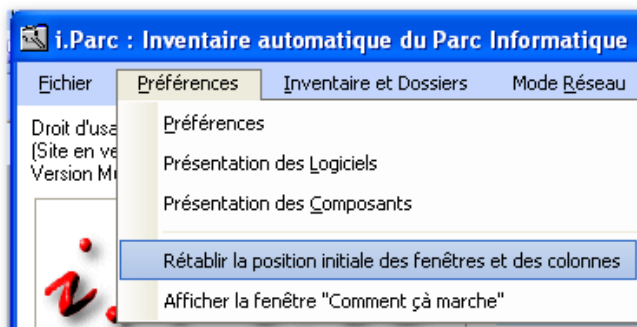 i.Parc : Inventaire automatique du Parc Informatique
Fichier Préférences Inventaire et Dossiers Mode Réseau
Droit d'usa
(Site en ve
Version Mu
Préférences
Présentation des Logiciels
Présentation des Composants
Rétablir la position initiale des fenêtres et des colonnes
Afficher la fenêtre "Comment çà marche"
i.